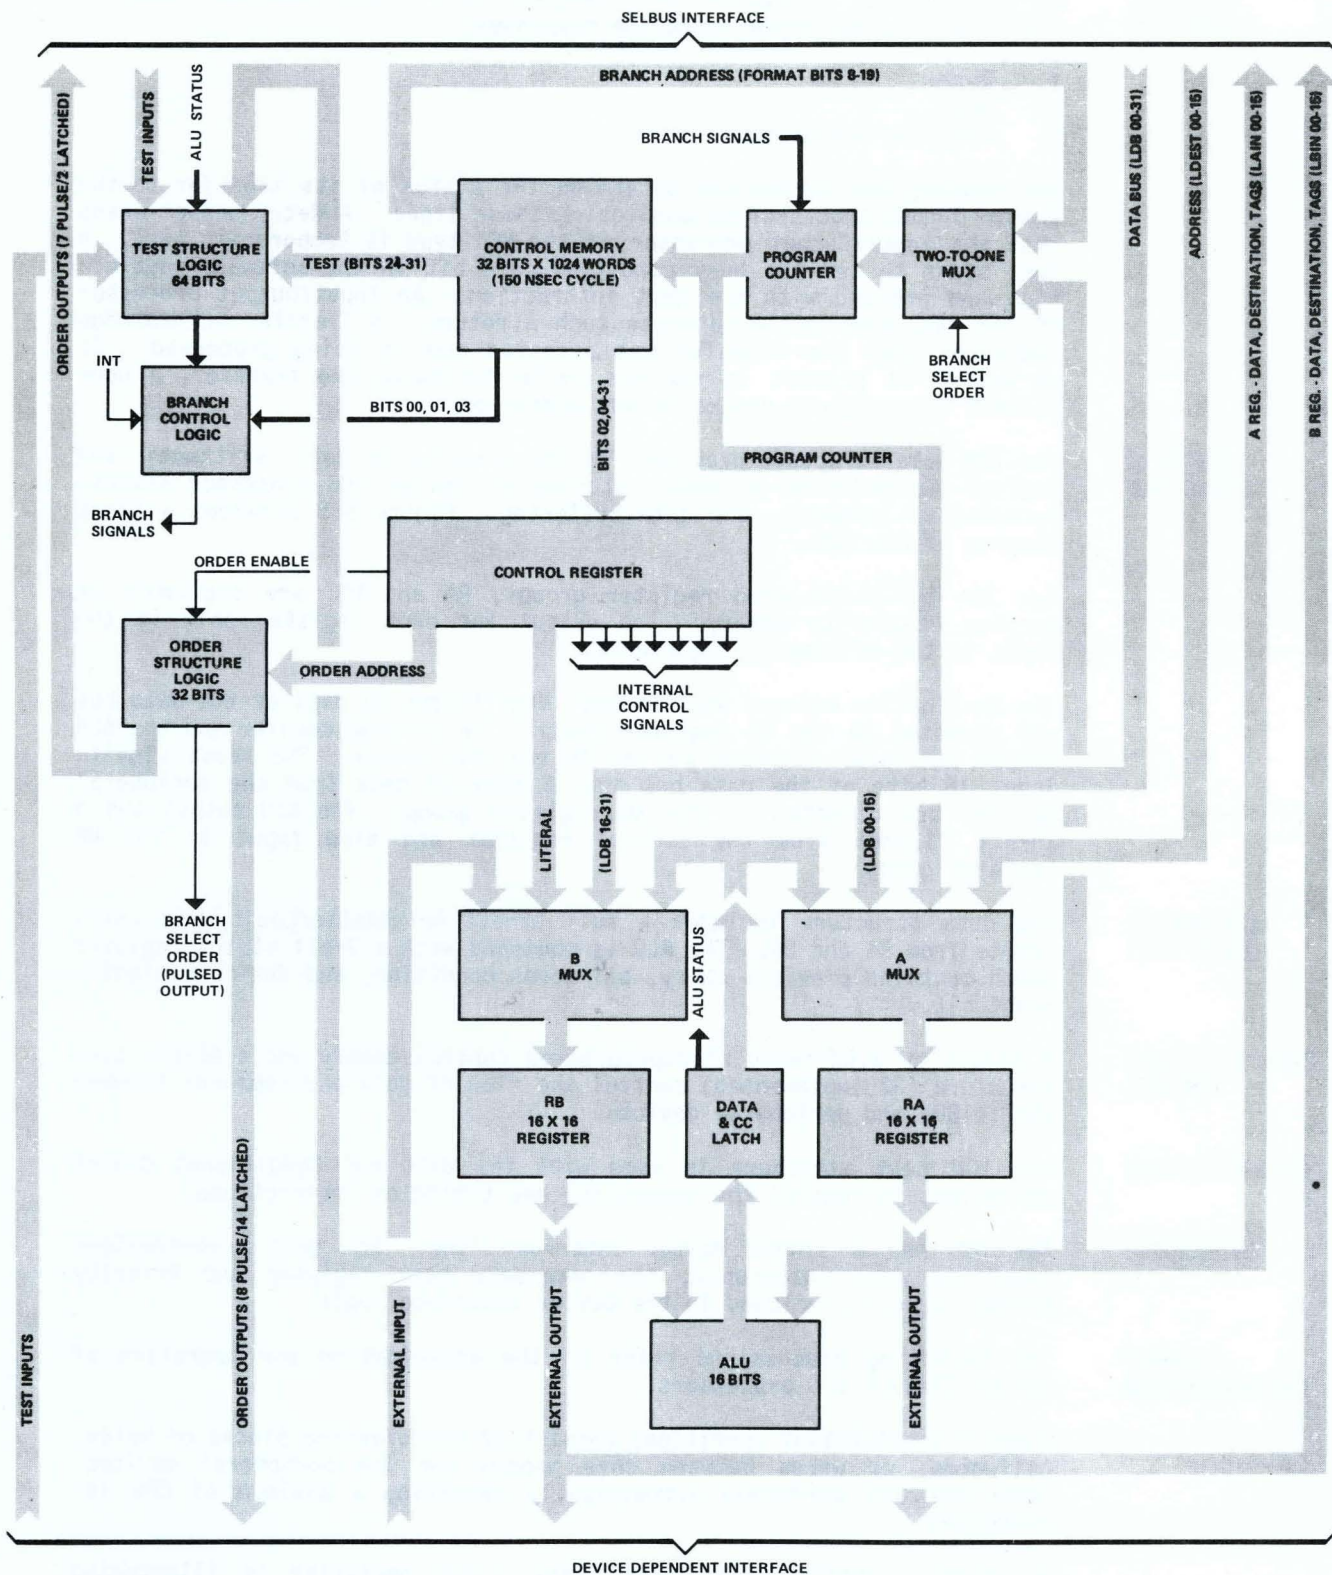 SELBUS INTERFACE
ORDER OUTPUTS (7 PULSE/2 LATCHED)
TEST INPUTS
ALU STATUS
BRANCH ADDRESS (FORMAT BITS 8-19)
DATA BUS (LDB 00-31)
ADDRESS (LDEST 00-15)
A REG. - DATA, DESTINATION, TAGS (LAIN 00-15)
B REG. - DATA, DESTINATION, TAGS (LBIN 00-15)
BRANCH SIGNALS
TEST STRUCTURE
LOGIC
64 BITS
TEST (BITS 24-31)
CONTROL MEMORY
32 BITS X 1024 WORDS
(150 NSEC CYCLE)
PROGRAM
COUNTER
TWO-TO-ONE
MUX
INT
BRANCH
CONTROL
LOGIC
BITS 00, 01, 03
BITS 02,04-31
BRANCH
SELECT
ORDER
PROGRAM COUNTER
BRANCH
SIGNALS
ORDER ENABLE
CONTROL REGISTER
ORDER
STRUCTURE
LOGIC
32 BITS
ORDER ADDRESS
INTERNAL
CONTROL
SIGNALS
LITERAL
(LDB 16-31)
(LDB 00-15)
BRANCH
SELECT
ORDER
(PULSED
OUTPUT)
B
MUX
ALU STATUS
A
MUX
RB
16 X 16
REGISTER
DATA
& CC
LATCH
RA
16 X 16
REGISTER
TEST INPUTS
ORDER OUTPUTS (8 PULSE/14 LATCHED)
EXTERNAL INPUT
EXTERNAL OUTPUT
ALU
16 BITS
EXTERNAL OUTPUT
DEVICE DEPENDENT INTERFACE